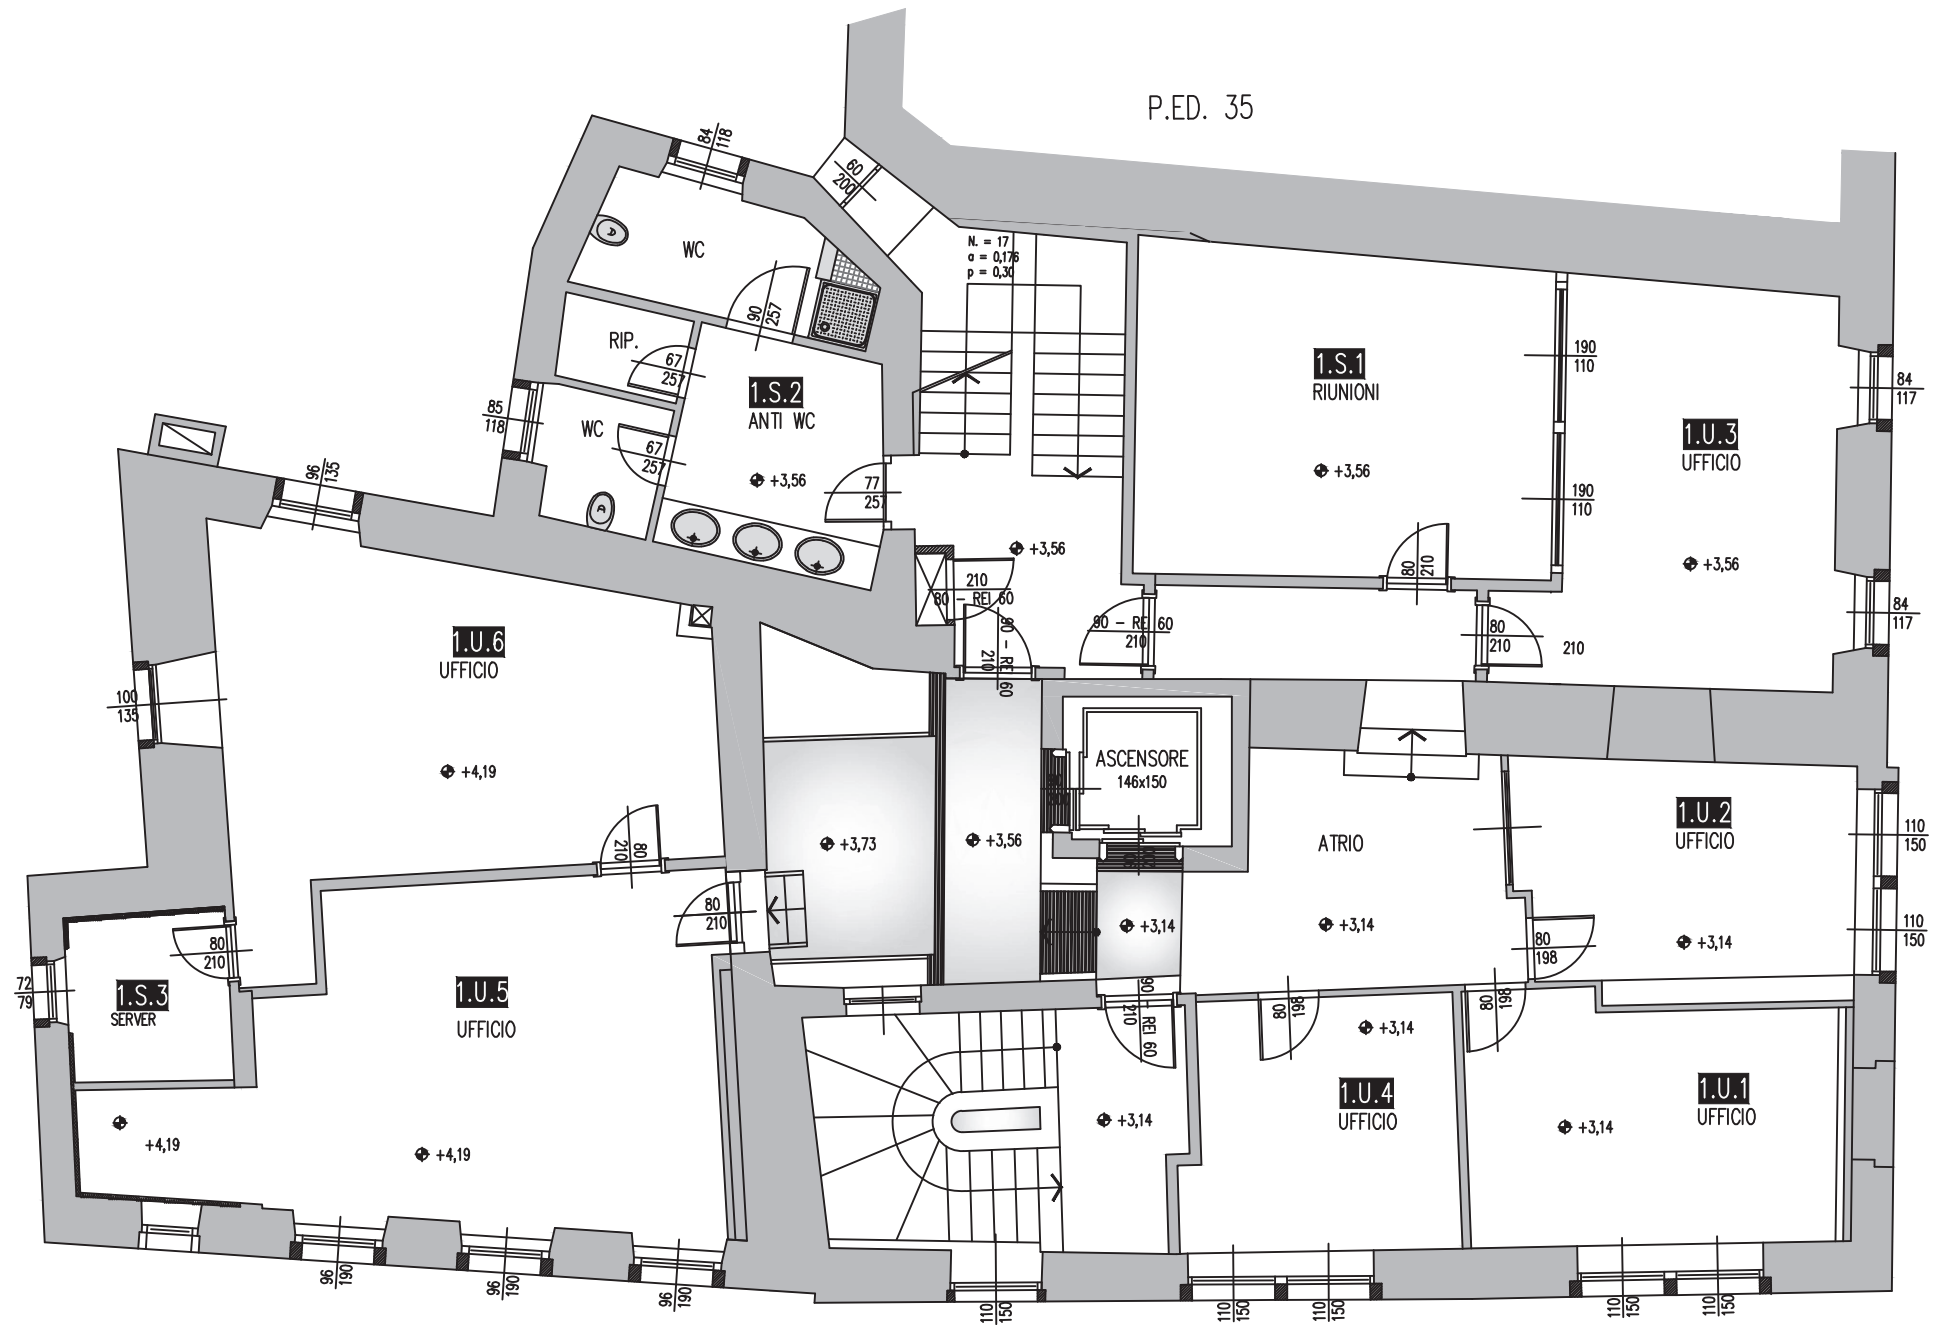 P.ED. 35
84
118
60
200
N. = 17
a = 0,176
p = 0,30
WC
90
257
RIP.
67
257
1.S.2
ANTI WC
85
118
WC
67
257
+3,56
77
257
1.S.1
RIUNIONI
+3,56
190
110
190
110
84
117
1.U.3
UFFICIO
+3,56
84
117
96
135
+3,56
210
80 - REI 60
90 - REI 60
210
90 - REI 60
210
80
210
80
210
210
1.U.6
UFFICIO
100
135
+4,19
ASCENSORE
146x150
+3,73
+3,56
ATRIO
1.U.2
UFFICIO
110
150
110
150
80
210
80
210
+3,14
+3,14
+3,14
80
198
80
210
72
79
1.S.3
SERVER
1.U.5
UFFICIO
90 - REI 60
210
80
198
80
198
+3,14
1.U.4
UFFICIO
1.U.1
UFFICIO
+3,14
+3,14
+4,19
+4,19
96
190
96
190
96
190
110
150
110
150
110
150
110
150
110
150